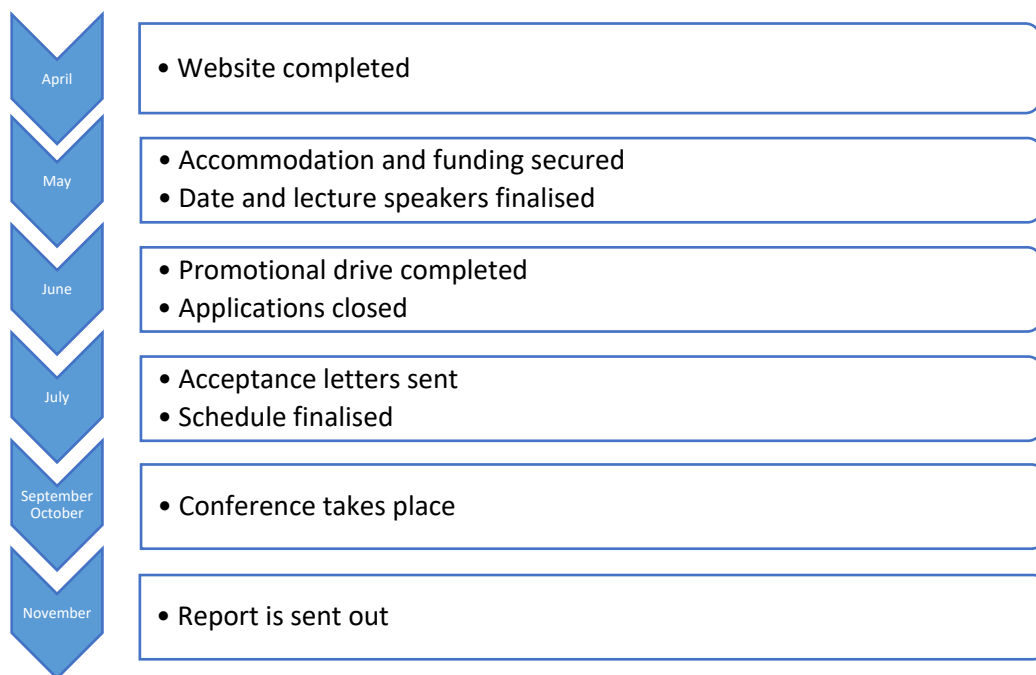 April
• Website completed
May
• Accommodation and funding secured
• Date and lecture speakers finalised
June
• Promotional drive completed
• Applications closed
July
• Acceptance letters sent
• Schedule finalised
September
October
• Conference takes place
November
• Report is sent out